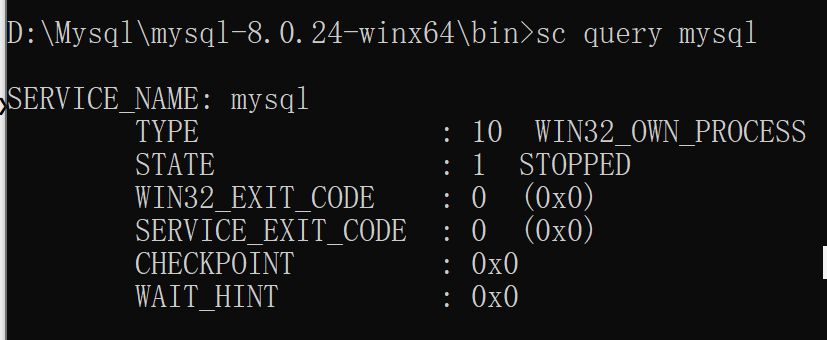 D:\Mysql\mysql-8.0.24-winx64\bin>sc query mysql
SERVICE_NAME: mysql
TYPE : 10 WIN32_OWN_PROCESS
STATE : 1 STOPPED
WIN32_EXIT_CODE : 0 (0x0)
SERVICE_EXIT_CODE : 0 (0x0)
CHECKPOINT : 0x0
WAIT_HINT : 0x0